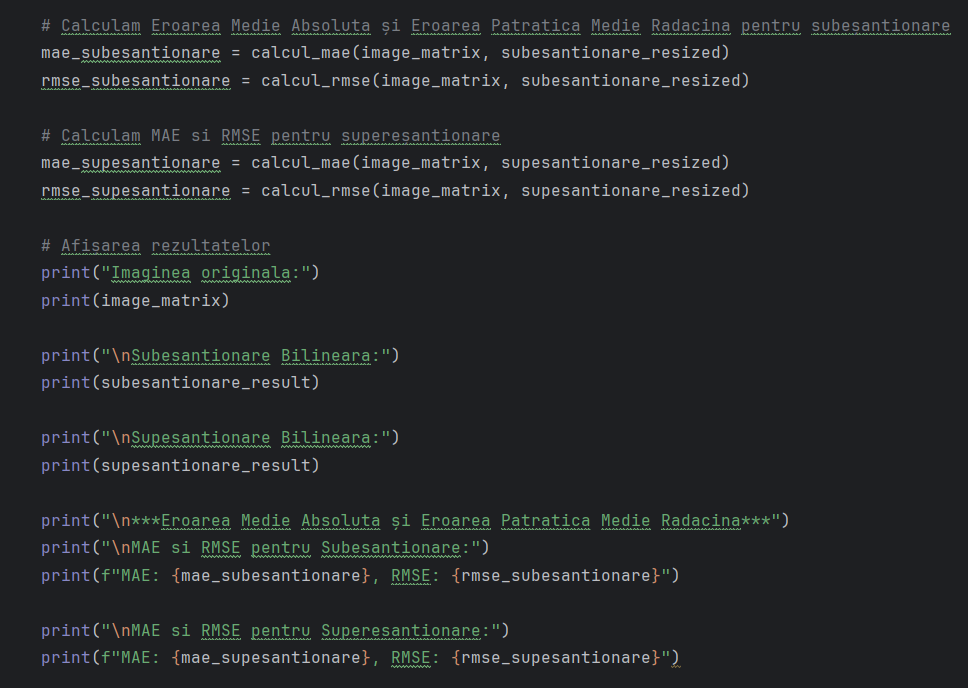 # Calculam Eroarea Medie Absoluta și Eroarea Patratica Medie Radacina pentru subesantionare
mae_subesantionare = calcul_mae(image_matrix, subesantionare_resized)
rmse_subesantionare = calcul_rmse(image_matrix, subesantionare_resized)
# Calculam MAE si RMSE pentru superesantionare
mae_supesantionare = calcul_mae(image_matrix, supesantionare_resized)
rmse_supesantionare = calcul_rmse(image_matrix, supesantionare_resized)
# Afișarea rezultatelor
print("Imaginea originala:")
print(image_matrix)
print("\nSubesantionare Bilineara:")
print(subesantionare_result)
print("\nSupesantionare Bilineara:")
print(supesantionare_result)
print("\n***Eroarea Medie Absoluta și Eroarea Patratica Medie Radacina***")
print("\nMAE si RMSE pentru Subesantionare:")
print(f"MAE: {mae_subesantionare}, RMSE: {rmse_subesantionare}")
print("\nMAE si RMSE pentru Superesantionare:")
print(f"MAE: {mae_supesantionare}, RMSE: {rmse_supesantionare}")